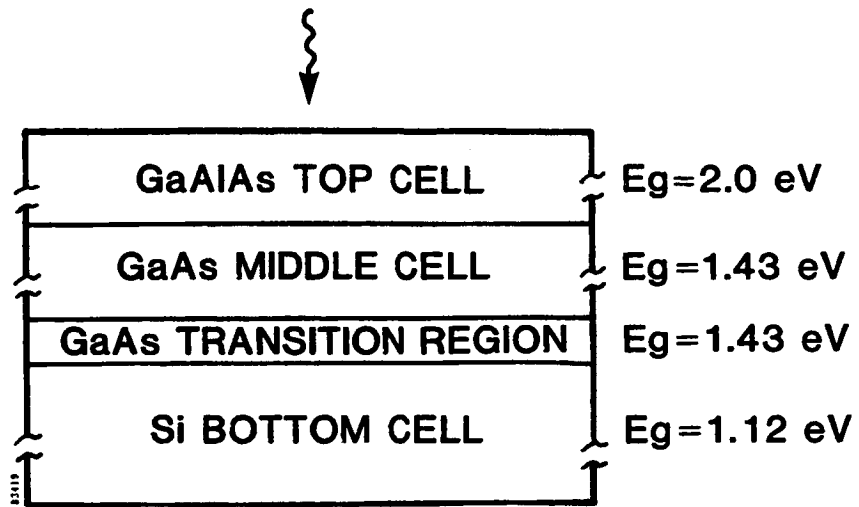 GaAlAs TOP CELL Eg=2.0 eV
GaAs MIDDLE CELL Eg=1.43 eV
GaAs TRANSITION REGION Eg=1.43 eV
Si BOTTOM CELL Eg=1.12 eV
83419